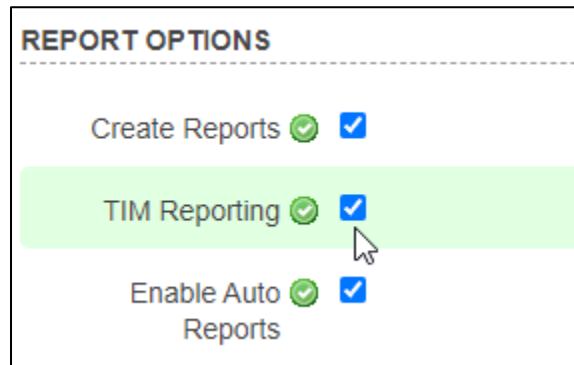 REPORT OPTIONS
Create Reports
TIM Reporting
Enable Auto
Reports